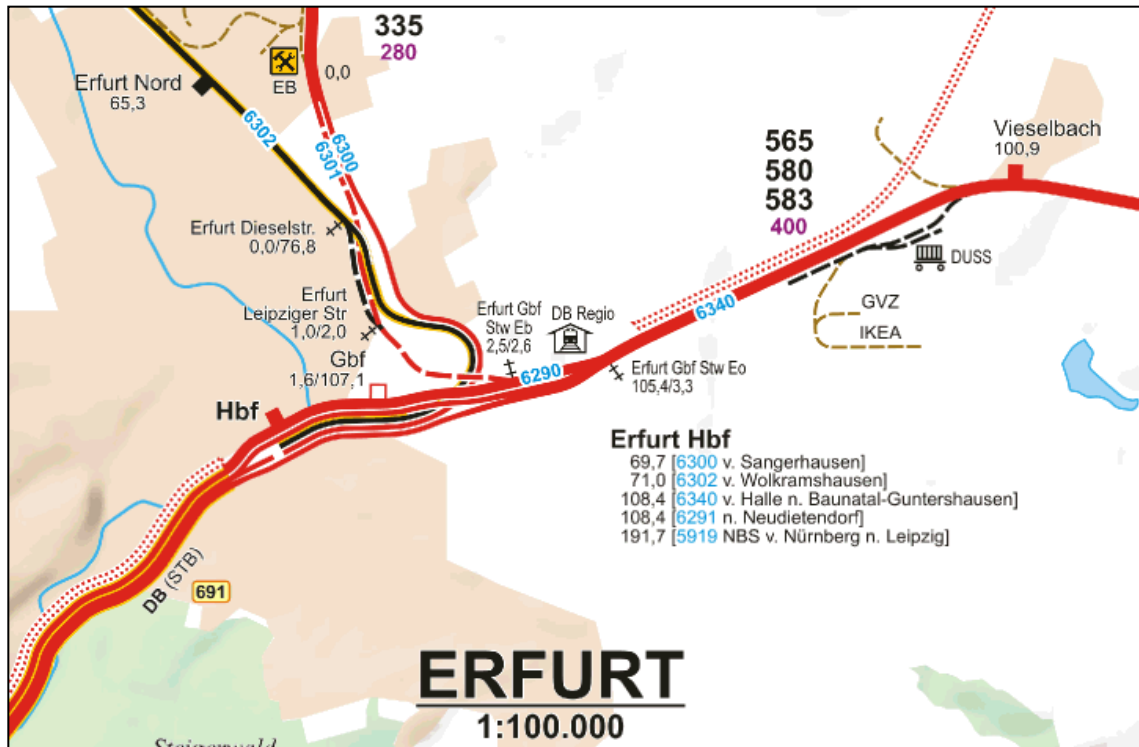 335
280
EB
0,0
Erfurt Nord
65,3
6302
6300
6301
565
580
583
400
Vieselbach
100,9
Erfurt Dieselstr.
0,0/76,8
DUSS
GVZ
IKEA
Erfurt
Leipziger Str
1,0/2,0
Erfurt Gbf
Stw Eb
2,5/2,6
DB Regio
6340
Gbf
1,6/107,1
6290
Erfurt Gbf Stw Eo
105,4/3,3
Hbf
Erfurt Hbf
69,7 [6300 v. Sangerhausen]
71,0 [6302 v. Wolkramshausen]
108,4 [6340 v. Halle n. Baunatal-Guntershausen]
108,4 [6291 n. Neudietendorf]
191,7 [5919 NBS v. Nürnberg n. Leipzig]
DB (STB)
691
ERFURT
1:100.000
Steigerwald